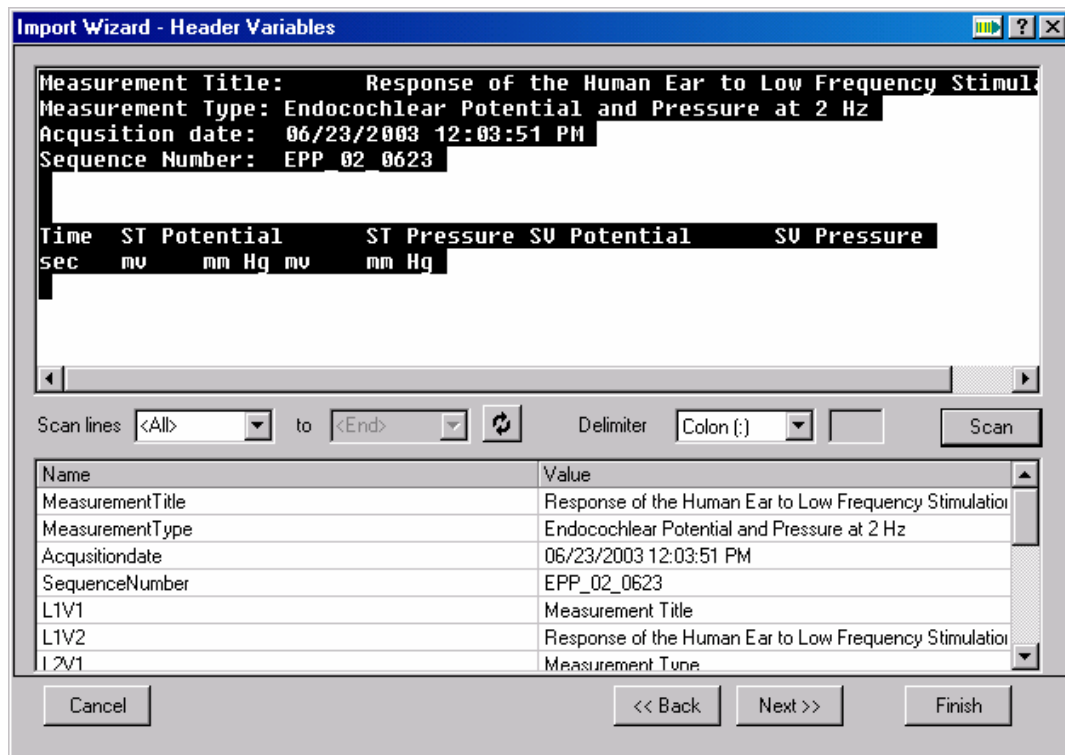 Import Wizard - Header Variables
Measurement Title: Response of the Human Ear to Low Frequency
Measurement Type: Endocochlear Potential and Pressure at 2 Hz
Acqusition date: 06/23/2003 12:03:51 PM
Sequence Number: EPP_02_0623
Time ST Potential ST Pressure SV Potential SV Pressure
sec mv mm Hg mv mm Hg
Scan lines <All> to <End> Delimiter Colon (:) Scan
Name Value
MeasurementTitle Response of the Human Ear to Low Frequency Stimulation
MeasurementType Endocochlear Potential and Pressure at 2 Hz
Acqusitiondate 06/23/2003 12:03:51 PM
SequenceNumber EPP_02_0623
L1V1 Measurement Title
L1V2 Response of the Human Ear to Low Frequency Stimulation
L2V1 Measurement Type
Cancel << Back Next >> Finish